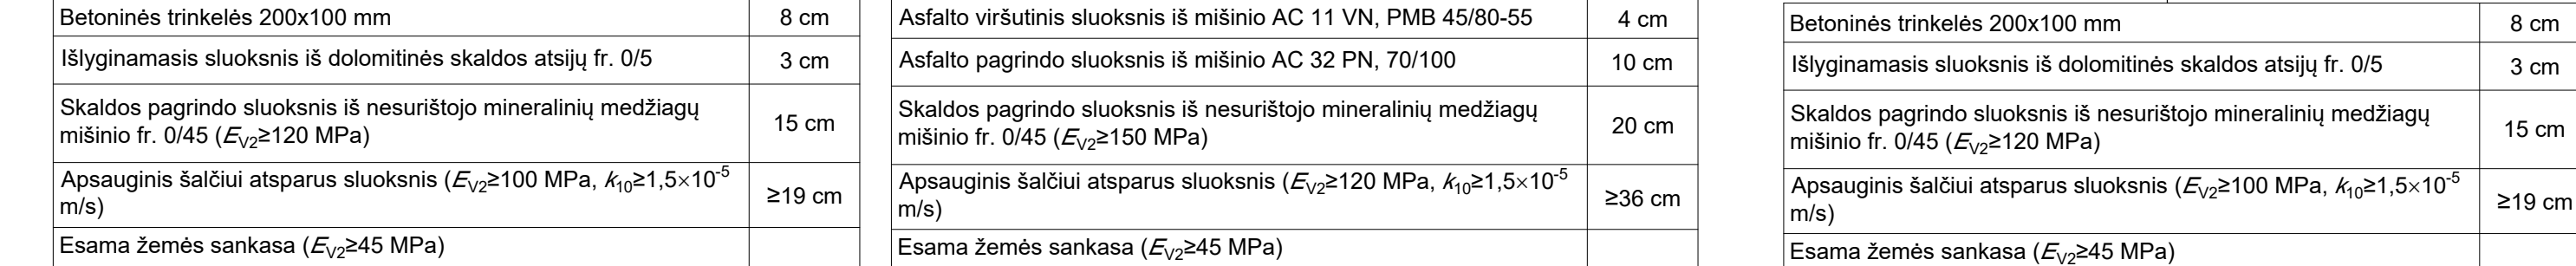 Betoninės trinkelės 200x100 mm 8 cm
Išlyginamasis sluoksnis iš dolomitinės skaldos atsijų fr. 0/5 3 cm
Skaldos pagrindo sluoksnis iš nesurištojo mineralinių medžiagų
mišinio fr. 0/45 (EV2≥120 MPa) 15 cm
Apsauginis šalčiui atsparus sluoksnis (EV2≥100 MPa, k10≥1,5×10-5
m/s) ≥19 cm
Esama žemės sankasa (EV2≥45 MPa)
Asfalto viršutinis sluoksnis iš mišinio AC 11 VN, PMB 45/80-55 4 cm
Asfalto pagrindo sluoksnis iš mišinio AC 32 PN, 70/100 10 cm
Skaldos pagrindo sluoksnis iš nesurištojo mineralinių medžiagų
mišinio fr. 0/45 (EV2≥150 MPa) 20 cm
Apsauginis šalčiui atsparus sluoksnis (EV2≥120 MPa, k10≥1,5×10-5
m/s) ≥36 cm
Esama žemės sankasa (EV2≥45 MPa)
Betoninės trinkelės 200x100 mm 8 cm
Išlyginamasis sluoksnis iš dolomitinės skaldos atsijų fr. 0/5 3 cm
Skaldos pagrindo sluoksnis iš nesurištojo mineralinių medžiagų
mišinio fr. 0/45 (EV2≥120 MPa) 15 cm
Apsauginis šalčiui atsparus sluoksnis (EV2≥100 MPa, k10≥1,5×10-5
m/s) ≥19 cm
Esama žemės sankasa (EV2≥45 MPa)